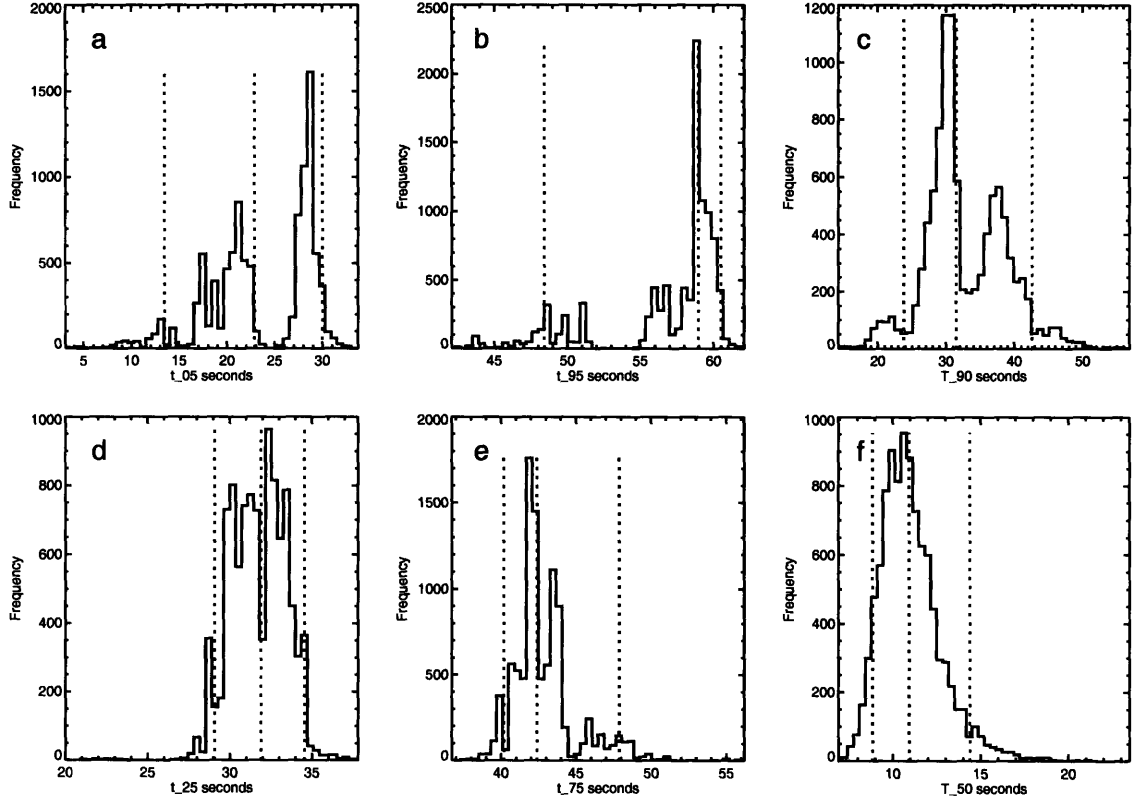 a
Frequency
2000
1500
1000
500
0
5 10 15 20 25 30
t_05 seconds
b
Frequency
2500
2000
1500
1000
500
0
45 50 55 60
t_95 seconds
c
Frequency
1200
1000
800
600
400
200
0
20 30 40 50
T_90 seconds
d
Frequency
1000
800
600
400
200
0
20 25 30 35
t_25 seconds
e
Frequency
2000
1500
1000
500
0
40 45 50 55
t_75 seconds
f
Frequency
1000
800
600
400
200
0
10 15 20
T_50 seconds